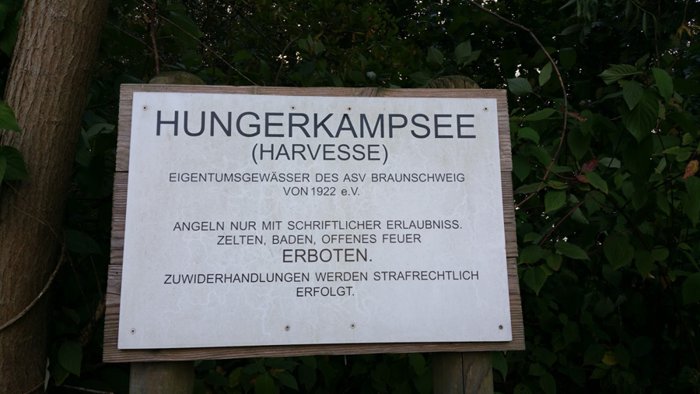 HUNGERKAMPSEE
(HARVESSE)
EIGENTUMSGEWÄSSER DES ASV BRAUNSCHWEIG
VON 1922 e.V.
ANGELN NUR MIT SCHRIFTLICHER ERLAUBNISS.
ZELTEN, BADEN, OFFENES FEUER
ERBOTEN.
ZUWIDERHANDLUNGEN WERDEN STRAFRECHTLICH
ERFOLGT.